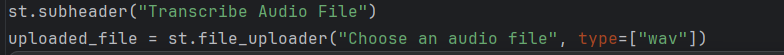 st.subheader("Transcribe Audio File")
uploaded_file = st.file_uploader("Choose an audio file", type=["wav"])